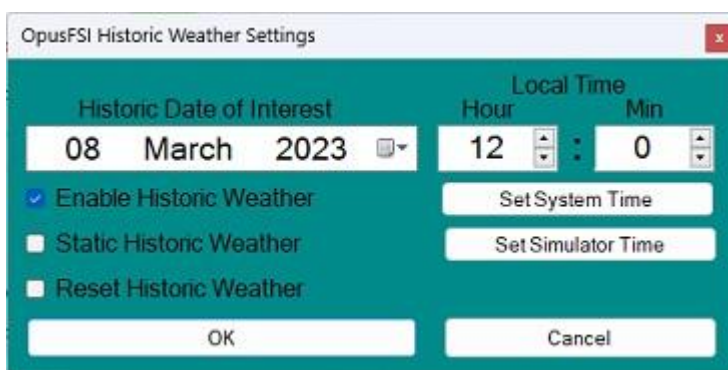 OpusFSI Historic Weather Settings
x
Local Time
Historic Date of Interest Hour Min
08 March 2023 12 : 0
Enable Historic Weather Set System Time
Static Historic Weather Set Simulator Time
Reset Historic Weather
OK Cancel